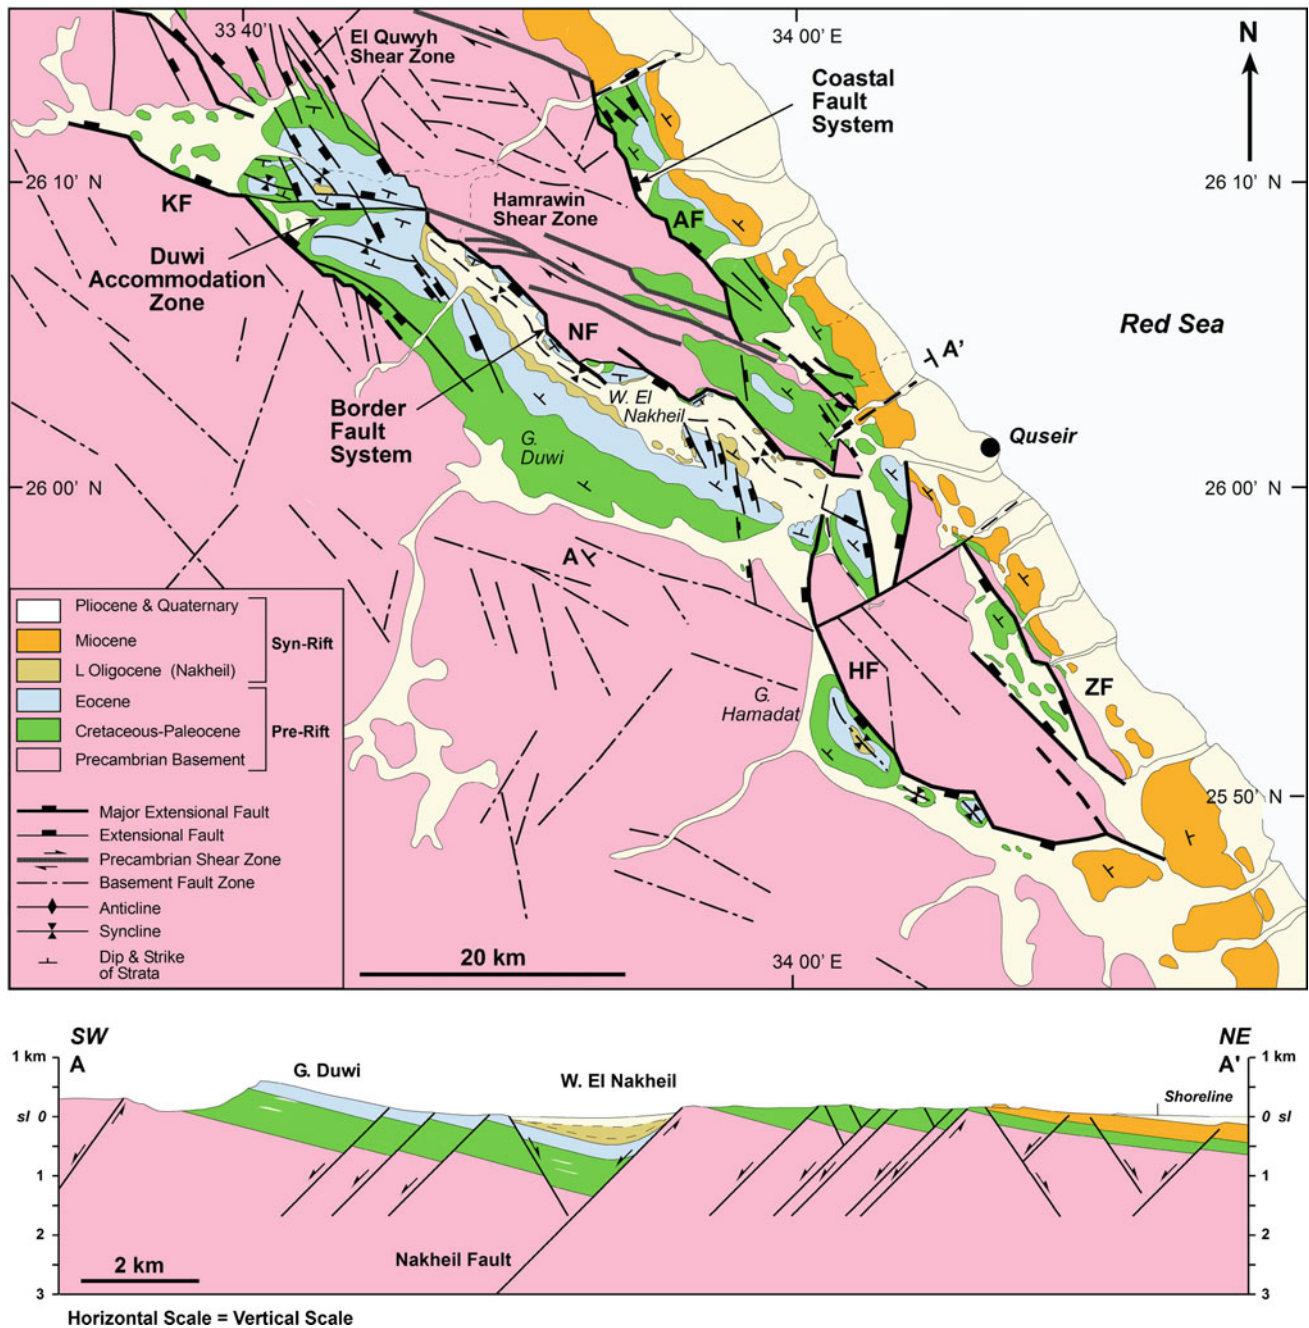 33 40'
34 00' E
N
El Quwyh
Shear Zone
Coastal
Fault
System
26 10' N
26 10' N
KF
Hamrawin
Shear Zone
AF
Duwi
Accommodation
Zone
NF
Red Sea
A'
Border
Fault
System
W. El
Nakheil
G.
Duwi
Quseir
26 00' N
26 00' N
A
Pliocene & Quaternary
Miocene
Syn-Rift
L Oligocene (Nakheil)
Eocene
Cretaceous-Paleocene
Pre-Rift
Precambrian Basement
HF
G.
Hamadat
ZF
25 50' N
Major Extensional Fault
Extensional Fault
Precambrian Shear Zone
Basement Fault Zone
Anticline
Syncline
Dip & Strike
of Strata
20 km
34 00' E
SW
NE
A
A'
1 km
1 km
G. Duwi
W. El Nakheil
Shoreline
sl 0
0 sl
1
1
2
2
3
3
Nakheil Fault
2 km
Horizontal Scale = Vertical Scale